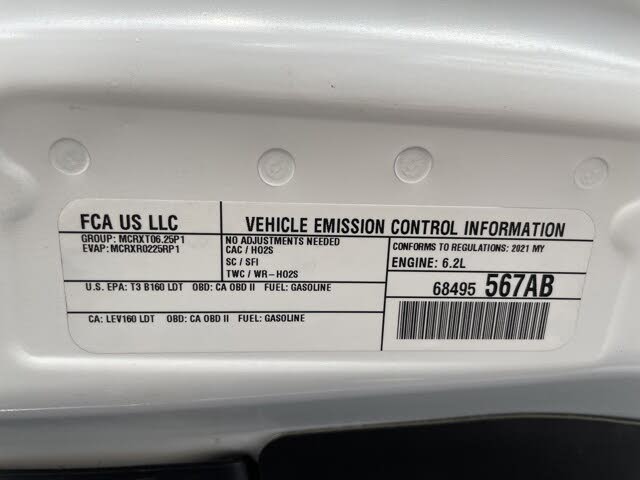 FCA US LLC
GROUP: MCRXT06.25P1
EVAP: MCRXR0225RP1
VEHICLE EMISSION CONTROL INFORMATION
NO ADJUSTMENTS NEEDED
CAC / HO2S
SC / SFI
TWC / WR-HO2S
CONFORMS TO REGULATIONS: 2021 MY
ENGINE: 6.2L
U.S. EPA: T3 B160 LDT OBD: CA OBD II FUEL: GASOLINE
CA: LEV160 LDT OBD: CA OBD II FUEL: GASOLINE
68495 567AB